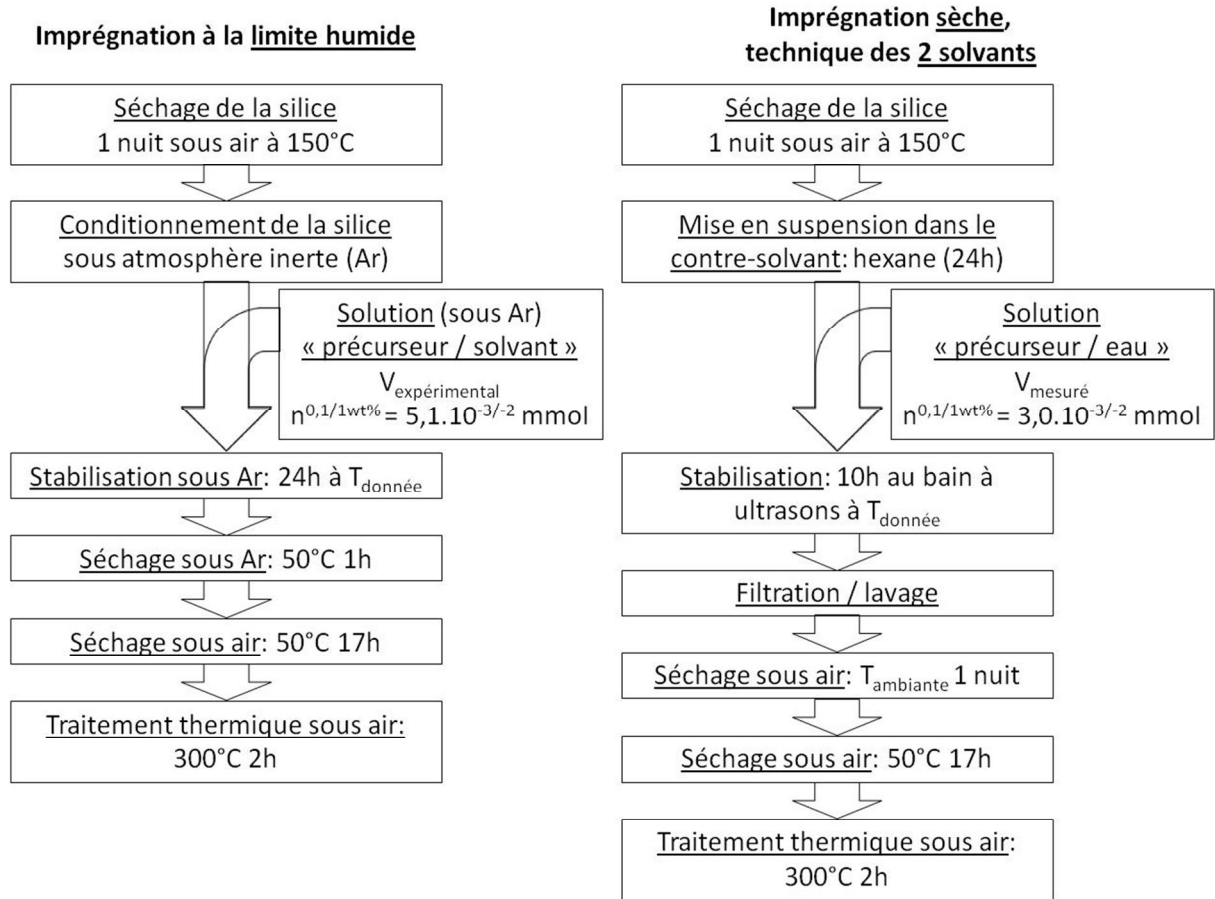 Imprégnation à la limite humide
Séchage de la silice
1 nuit sous air à 150°C
Conditionnement de la silice
sous atmosphère inerte (Ar)
Solution (sous Ar)
« précurseur / solvant »
Vexpérimental
n0,1/1wt% = 5,1.10-3/-2 mmol
Stabilisation sous Ar: 24h à Tdonnée
Séchage sous Ar: 50°C 1h
Séchage sous air: 50°C 17h
Traitement thermique sous air:
300°C 2h
Imprégnation sèche,
technique des 2 solvants
Séchage de la silice
1 nuit sous air à 150°C
Mise en suspension dans le
contre-solvant: hexane (24h)
Solution
« précurseur / eau »
Vmesuré
n0,1/1wt% = 3,0.10-3/-2 mmol
Stabilisation: 10h au bain à
ultrasons à Tdonnée
Filtration / lavage
Séchage sous air: Tambiante 1 nuit
Séchage sous air: 50°C 17h
Traitement thermique sous air:
300°C 2h